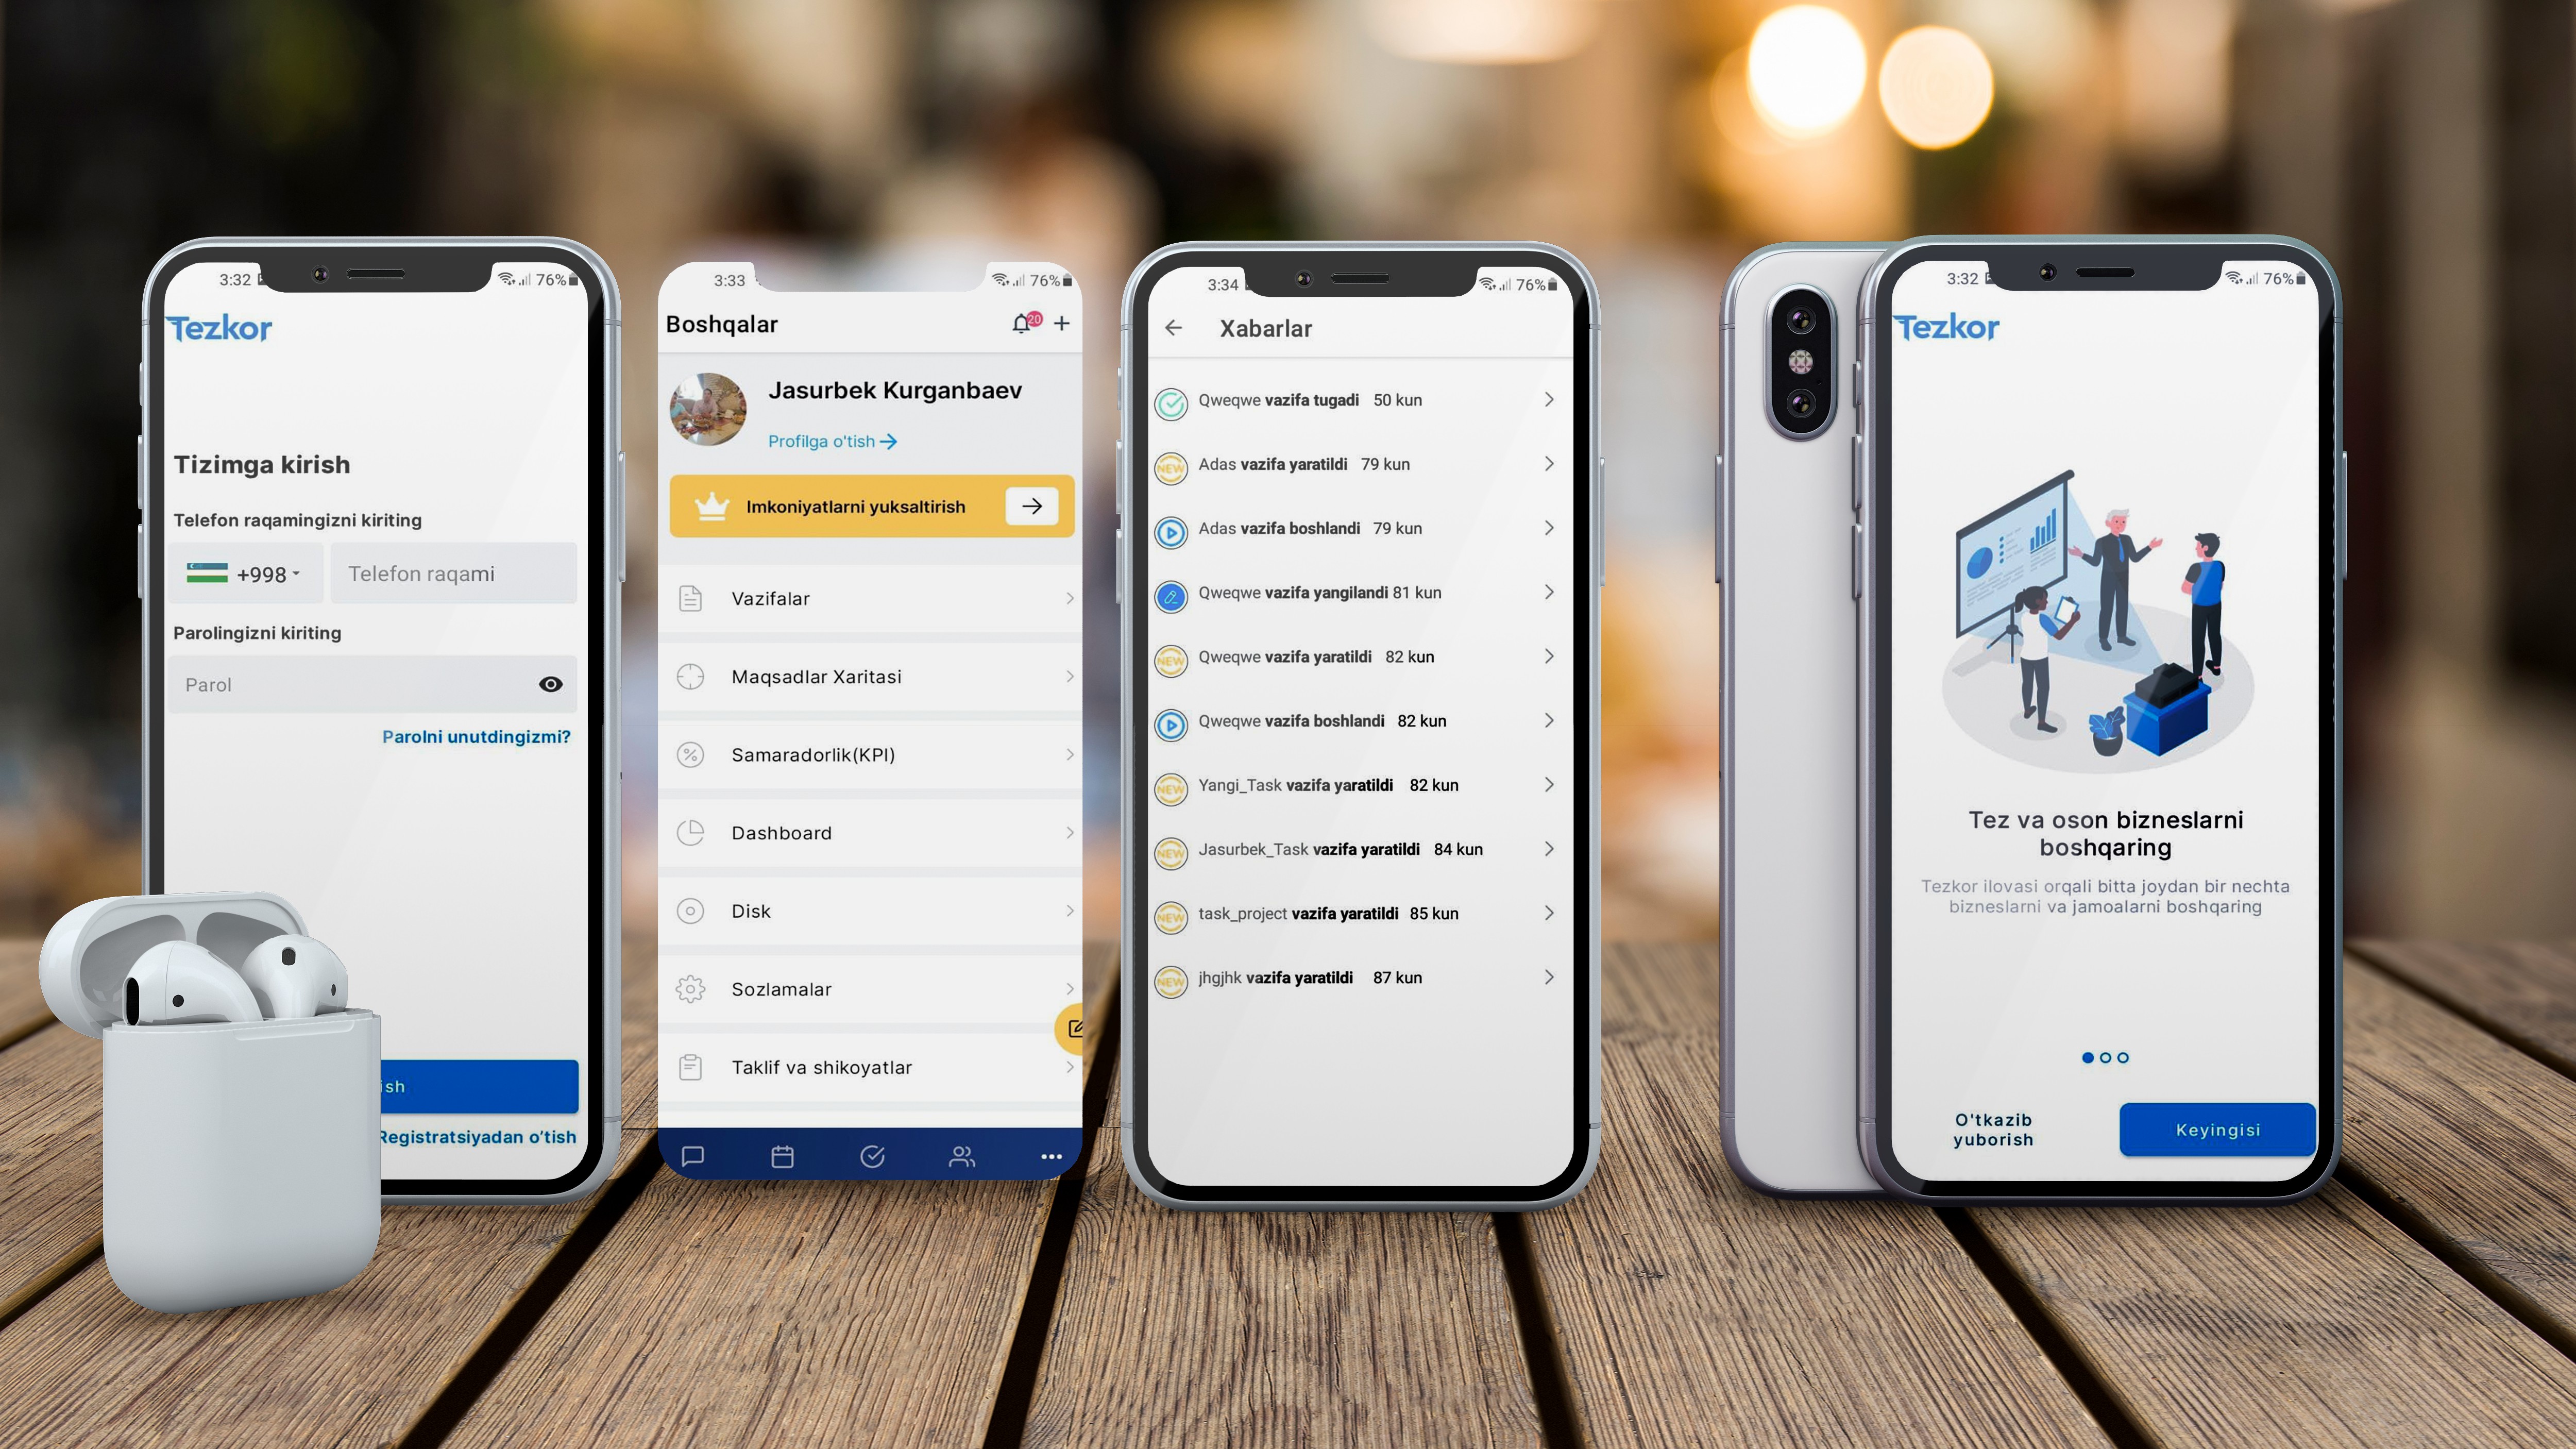 3:32
76%
Tezkor
Tizimga kirish
Telefon raqamingizni kiriting
+998
Telefon raqami
Parolingizni kiriting
Parol
Parolni unutdingizmi?
Registratsiyadan o'tish
3:33
76%
Boshqalar
20
Jasurbek Kurganbaev
Profilga o'tish
Imkoniyatlarni yuksaltirish
Vazifalar
Maqsadlar Xaritasi
Samaradorlik(KPI)
Dashboard
Disk
Sozlamalar
Taklif va shikoyatlar
3:34
76%
Xabarlar
Qweqwe vazifa tugadi 50 kun
NEW Adas vazifa yaratildi 79 kun
Adas vazifa boshlandi 79 kun
Qweqwe vazifa yangilandi 81 kun
NEW Qweqwe vazifa yaratildi 82 kun
Qweqwe vazifa boshlandi 82 kun
NEW Yangi_Task vazifa yaratildi 82 kun
NEW Jasurbek_Task vazifa yaratildi 84 kun
NEW task_project vazifa yaratildi 85 kun
NEW jhgjhk vazifa yaratildi 87 kun
3:32
76%
Tezkor
Tez va oson bizneslarni
boshqaring
Tezkor ilovasi orqali bitta joydan bir nechta
bizneslarni va jamoalarni boshqaring
O'tkazib
yuborish
Keyingisi